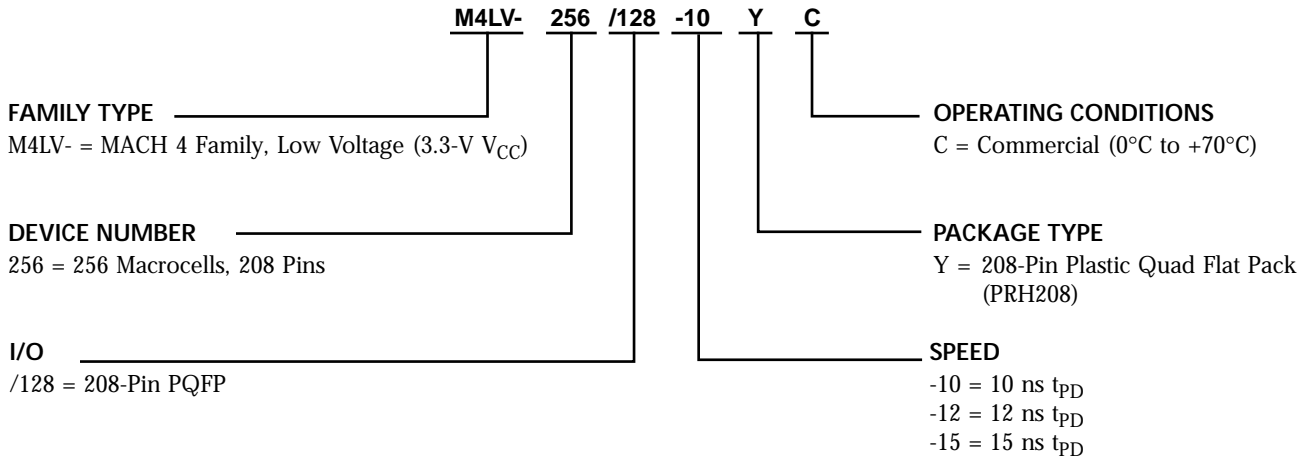 M4LV- 256 /128 -10 Y C
FAMILY TYPE
M4LV- = MACH 4 Family, Low Voltage (3.3-V VCC)
DEVICE NUMBER
256 = 256 Macrocells, 208 Pins
I/O
/128 = 208-Pin PQFP
OPERATING CONDITIONS
C = Commercial (0°C to +70°C)
PACKAGE TYPE
Y = 208-Pin Plastic Quad Flat Pack
(PRH208)
SPEED
-10 = 10 ns tPD
-12 = 12 ns tPD
-15 = 15 ns tPD